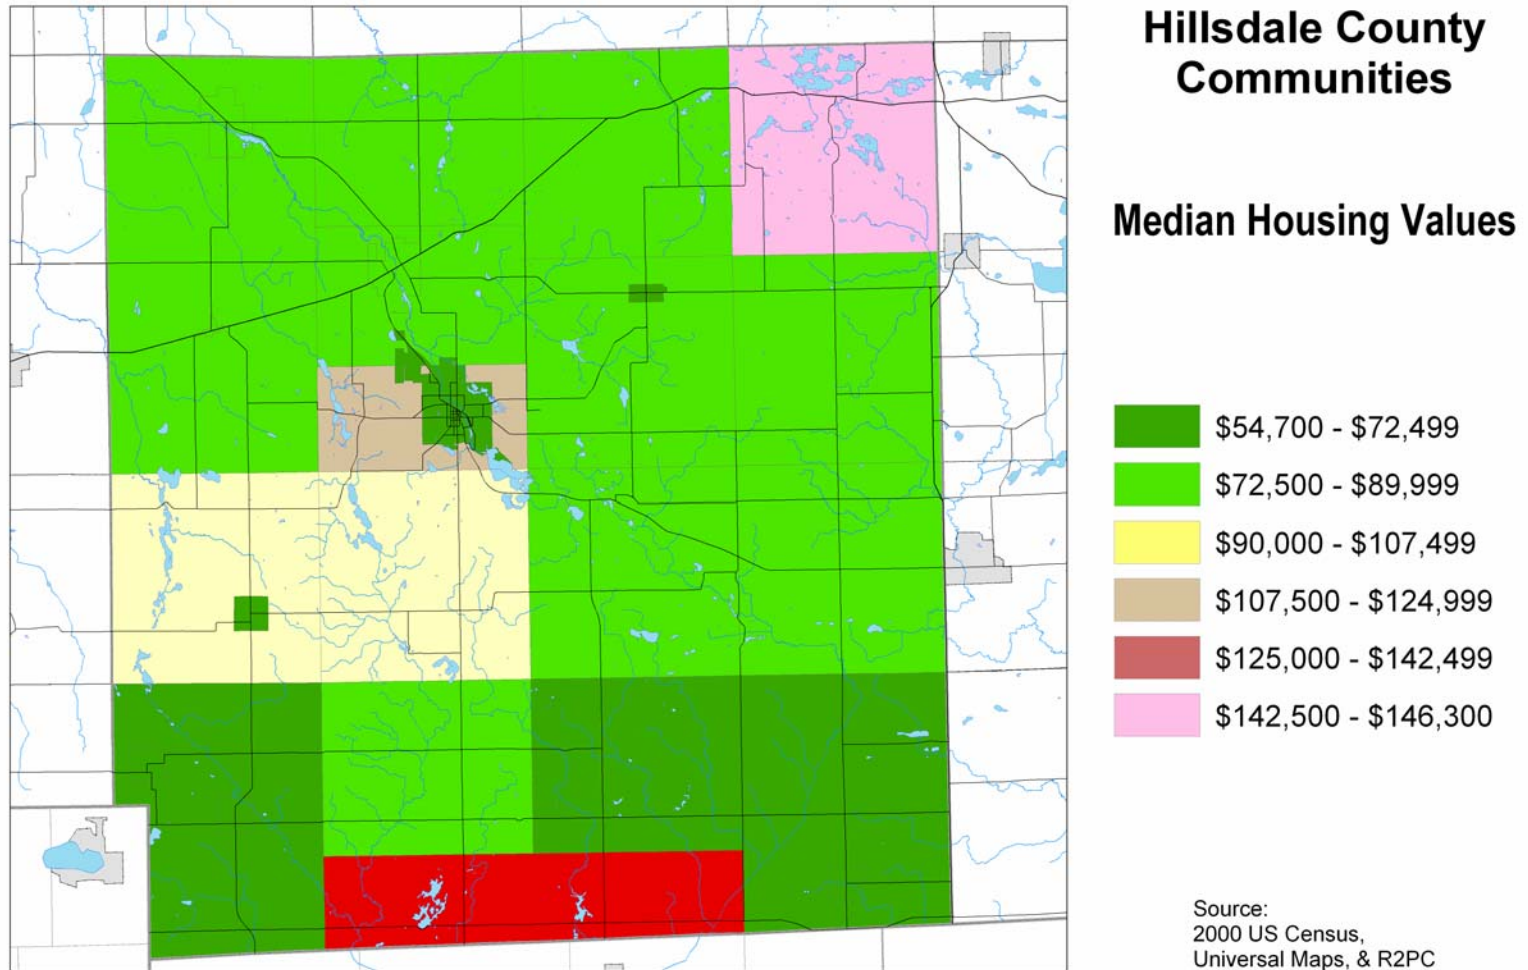 Hillsdale County
Communities
Median Housing Values
$54,700 - $72,499
$72,500 - $89,999
$90,000 - $107,499
$107,500 - $124,999
$125,000 - $142,499
$142,500 - $146,300
Source:
2000 US Census,
Universal Maps, & R2PC